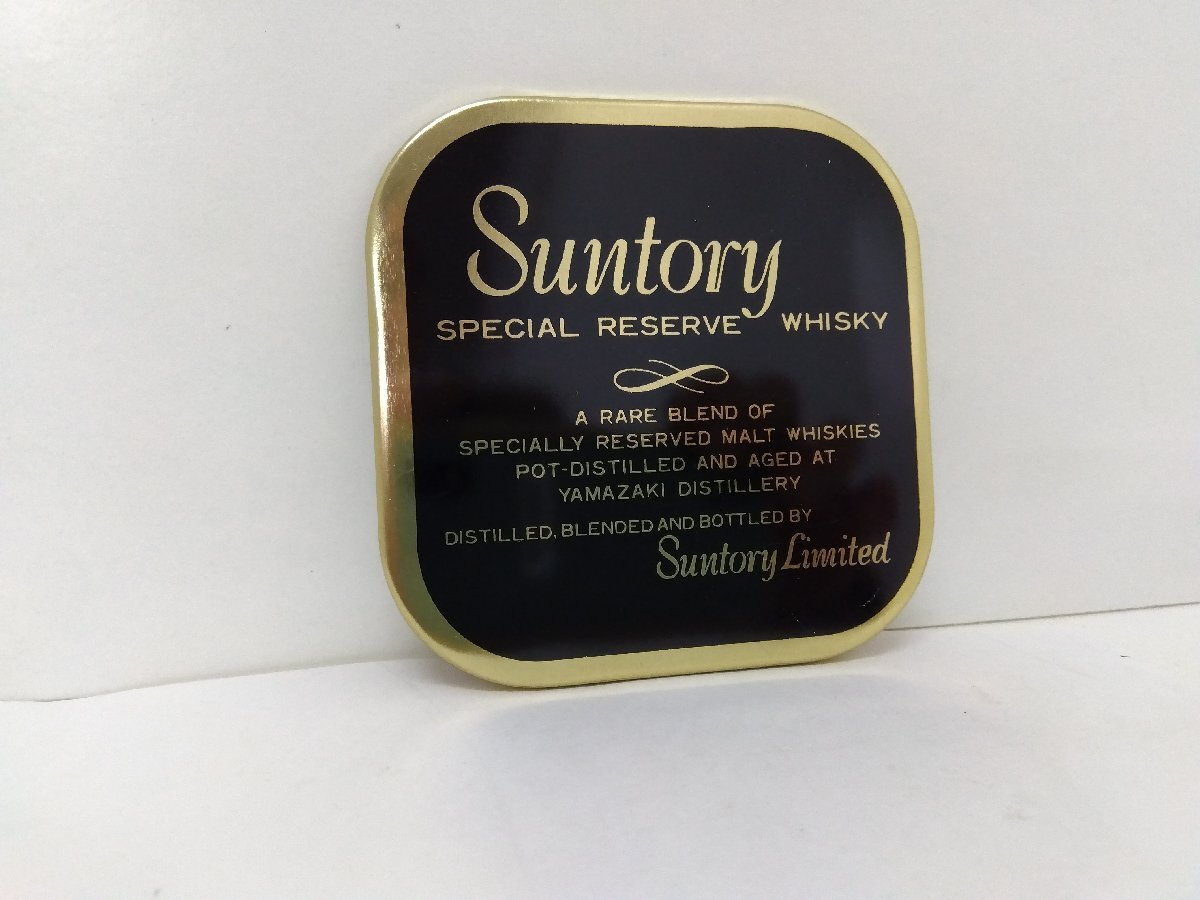 Suntory
SPECIAL RESERVE WHISKY
A RARE BLEND OF
SPECIALLY RESERVED MALT WHISKIES
POT-DISTILLED AND AGED AT
YAMAZAKI DISTILLERY
DISTILLED, BLENDED AND BOTTLED BY
Suntory Limited